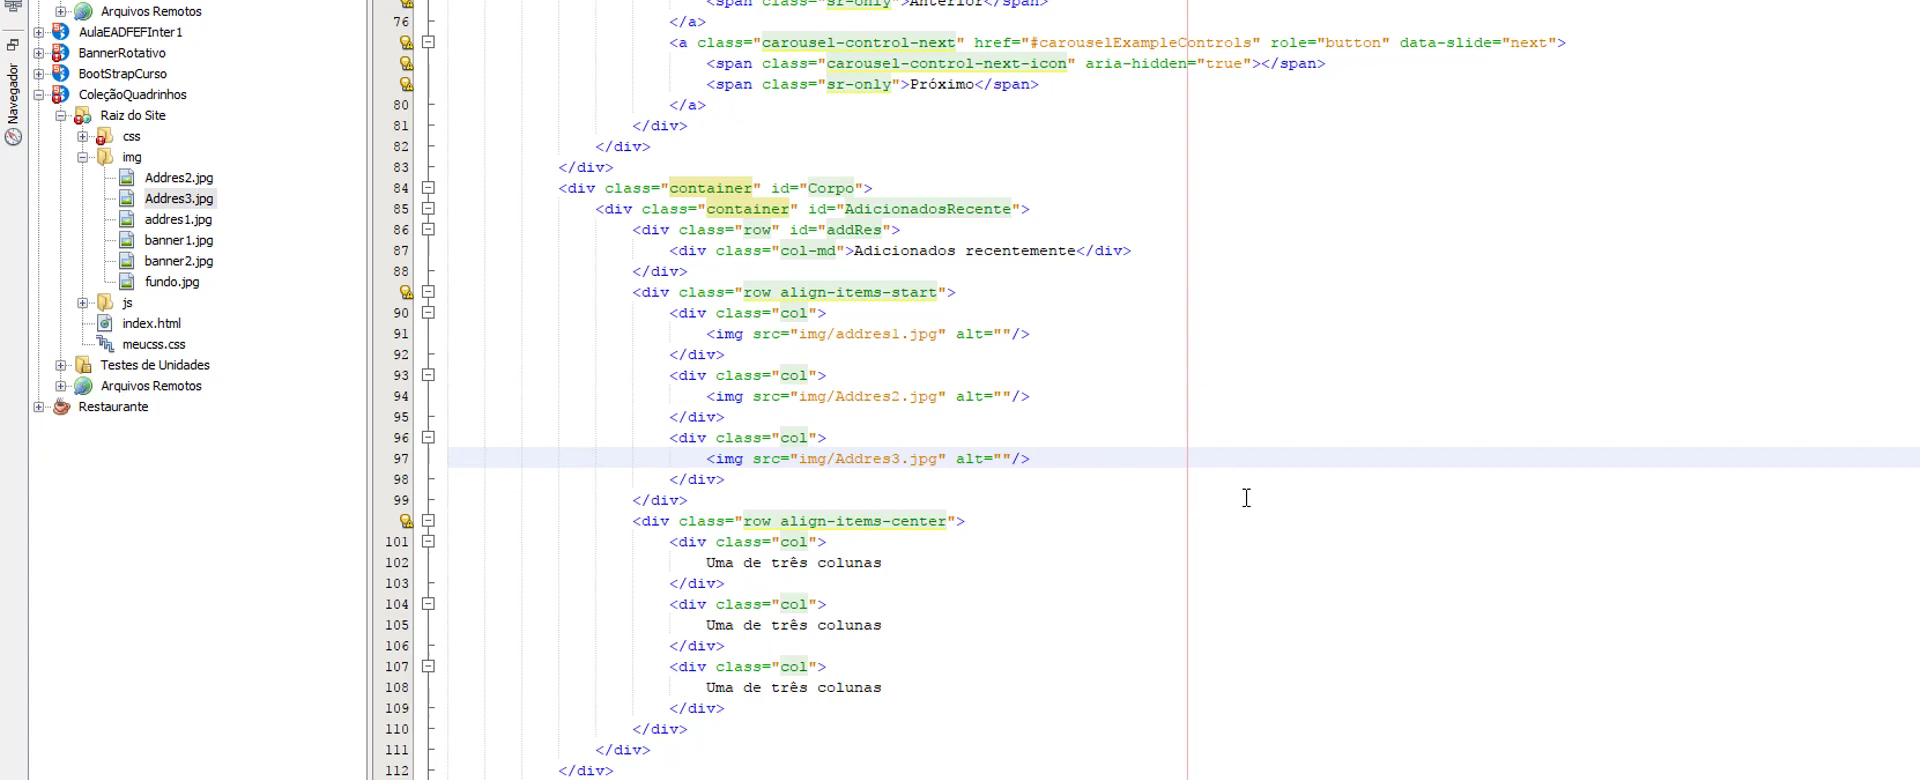 Navegador
Arquivos Remotos
AulaEADFEFInter1
BannerRotativo
BootStrapCurso
ColeçãoQuadrinhos
Raiz do Site
css
img
Addres2.jpg
Addres3.jpg
addres1.jpg
banner1.jpg
banner2.jpg
fundo.jpg
js
index.html
meucss.css
Testes de Unidades
Arquivos Remotos
Restaurante
<span class="sr-only">Anterior</span>
76 </a>
<a class="carousel-control-next" href="#carouselExampleControls" role="button" data-slide="next">
<span class="carousel-control-next-icon" aria-hidden="true"></span>
<span class="sr-only">Próximo</span>
80 </a>
81 </div>
82 </div>
83 </div>
84 <div class="container" id="Corpo">
85 <div class="container" id="AdicionadosRecente">
86 <div class="row" id="addRes">
87 <div class="col-md">Adicionados recentemente</div>
88 </div>
<div class="row align-items-start">
90 <div class="col">
91 <img src="img/addres1.jpg" alt=""/>
92 </div>
93 <div class="col">
94 <img src="img/Addres2.jpg" alt=""/>
95 </div>
96 <div class="col">
97 <img src="img/Addres3.jpg" alt=""/>
98 </div>
99 </div>
<div class="row align-items-center">
101 <div class="col">
102 Uma de três colunas
103 </div>
104 <div class="col">
105 Uma de três colunas
106 </div>
107 <div class="col">
108 Uma de três colunas
109 </div>
110 </div>
111 </div>
112 </div>